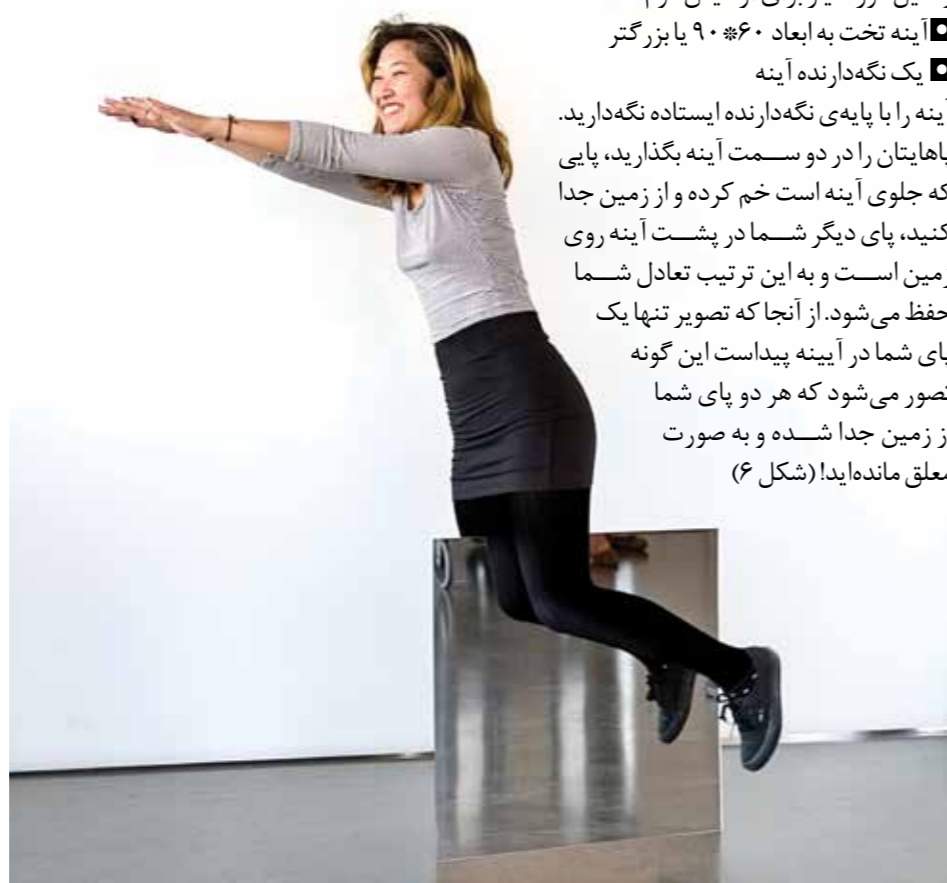 آینه تخت به ابعاد ۶۰*۹۰ یا بزرگتر
یک نگه‌دارنده آینه
آینه را با پایه‌ی نگه‌دارنده ایستاده نگه‌دارید.
پاهایتان را در دو سمت آینه بگذارید، پایی
که جلوی آینه است خم کرده و از زمین جدا
کنید، پای دیگر شما در پشت آینه روی
زمین است و به این ترتیب تعادل شما
حفظ می‌شود. از آنجا که تصویر تنها یک
پای شما در آیینه پیداست این گونه
تصور می‌شود که هر دو پای شما
از زمین جدا شده و به صورت
معلق مانده‌اید! (شکل ۶)